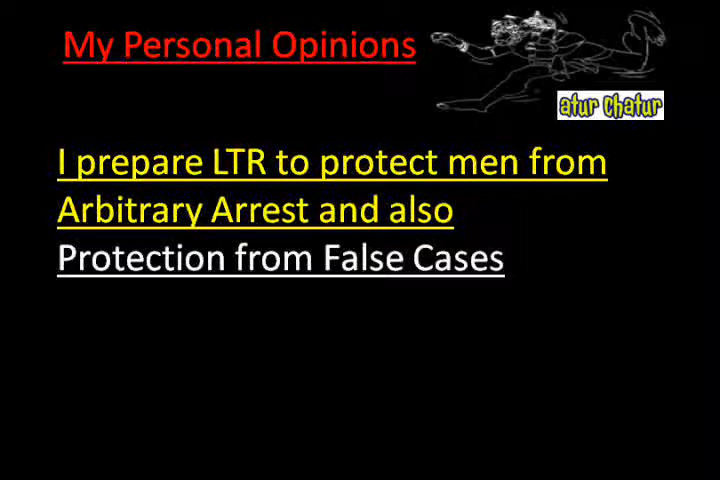 My Personal Opinions
atur chatur
I prepare LTR to protect men from
Arbitrary Arrest and also
Protection from False Cases